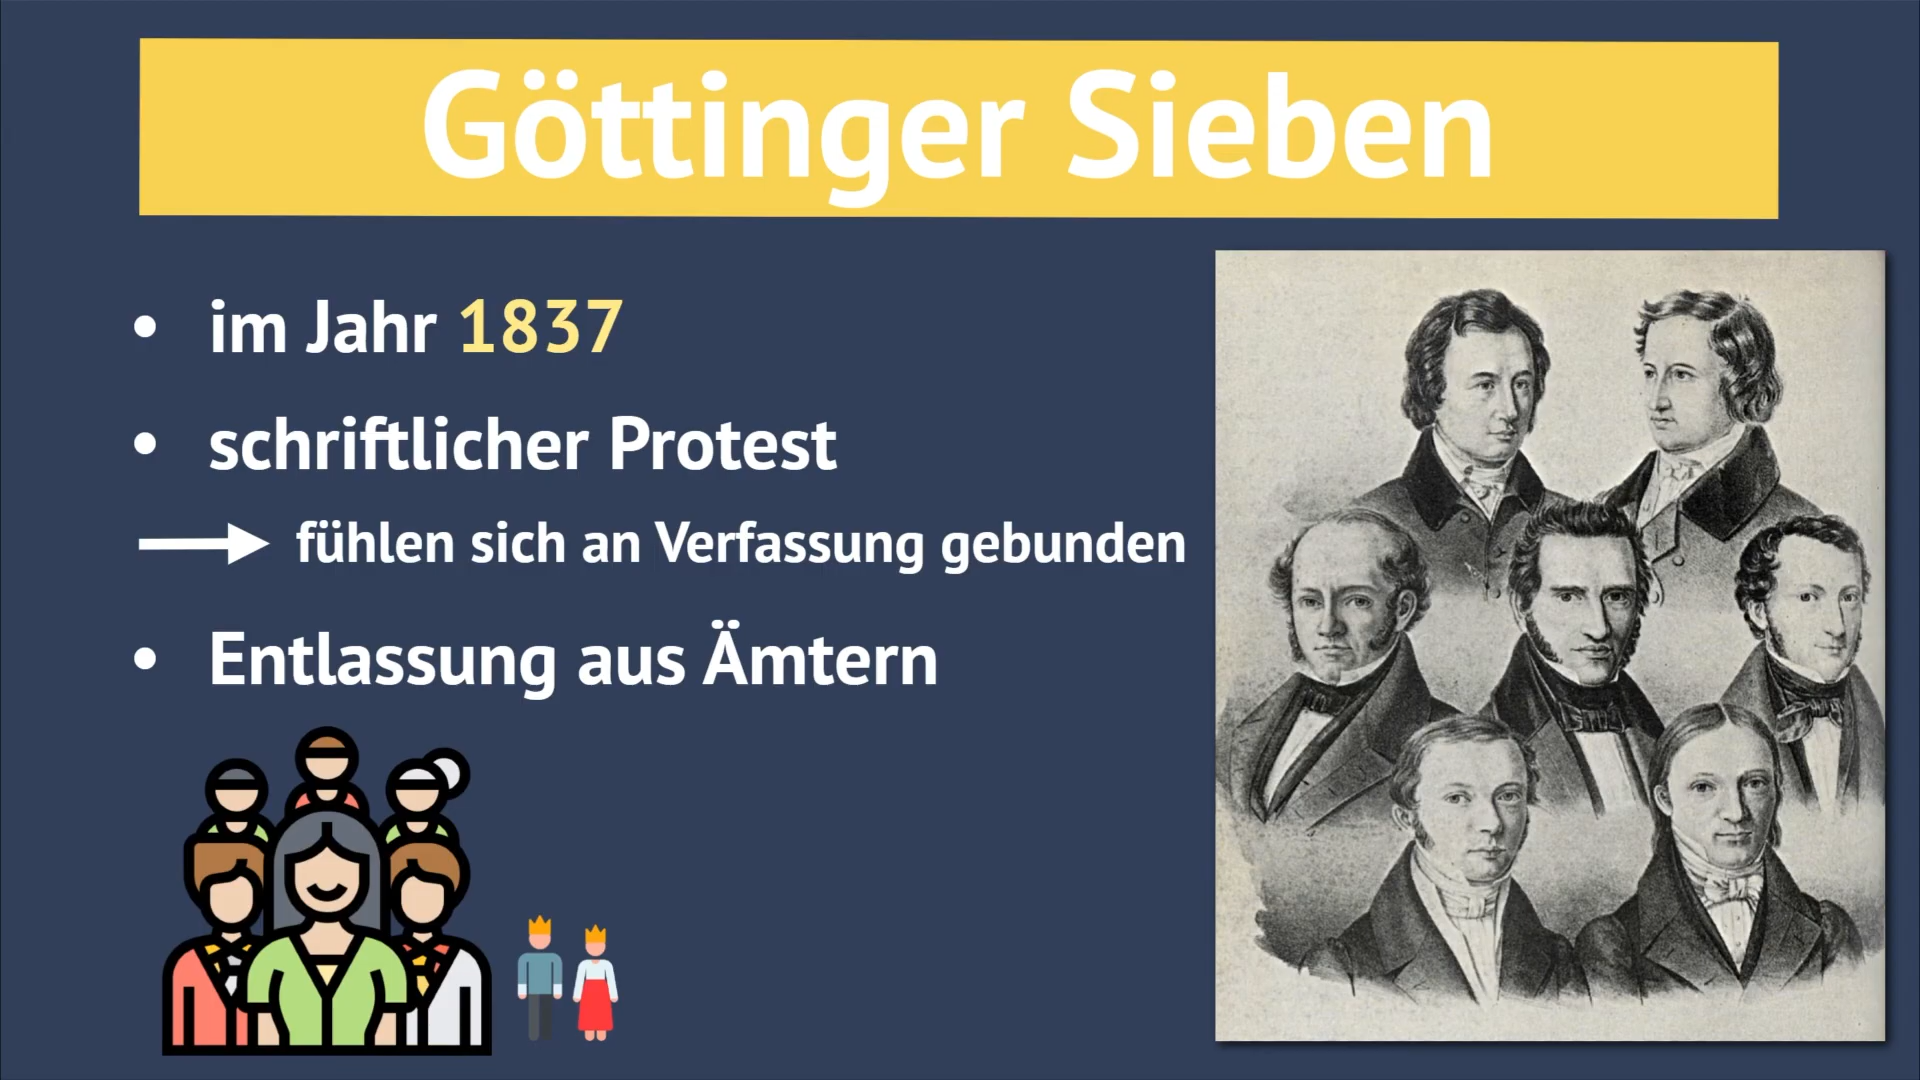 Göttinger Sieben
• im Jahr 1837
• schriftlicher Protest
→ fühlen sich an Verfassung gebunden
• Entlassung aus Ämtern